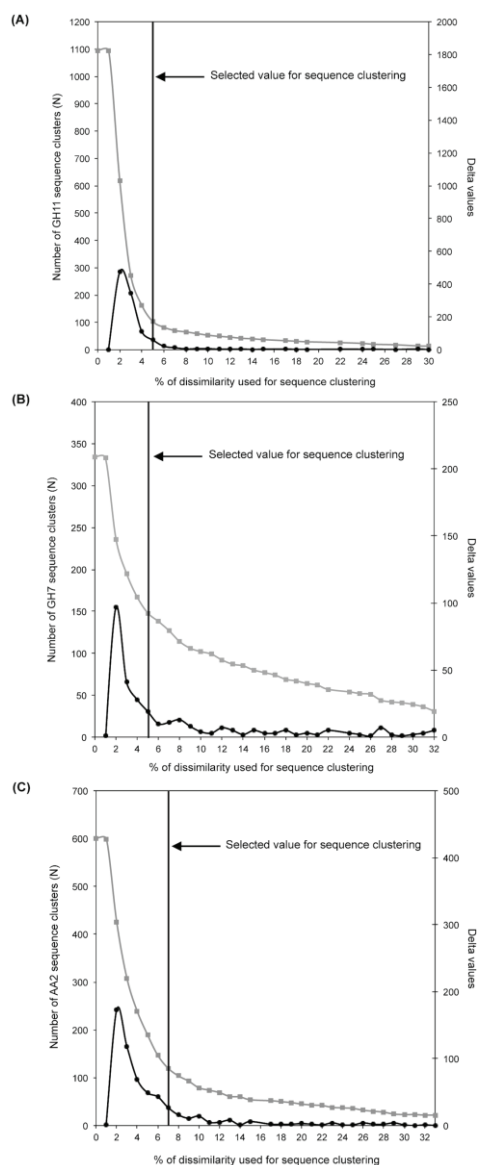 (A)
1200
1100
1000
900
800
700
600
500
400
300
200
100
0
Number of GH11 sequence clusters (N)
Selected value for sequence clustering
2000
1800
1600
1400
1200
1000
800
600
400
200
0
Delta values
0 2 4 6 8 10 12 14 16 18 20 22 24 26 28 30
% of dissimilarity used for sequence clustering
(B)
400
350
300
250
200
150
100
50
0
Number of GH7 sequence clusters (N)
Selected value for sequence clustering
250
200
150
100
50
0
Delta values
0 2 4 6 8 10 12 14 16 18 20 22 24 26 28 30 32
% of dissimilarity used for sequence clustering
(C)
700
600
500
400
300
200
100
0
Number of AA2 sequence clusters (N)
Selected value for sequence clustering
500
400
300
200
100
0
Delta values
0 2 4 6 8 10 12 14 16 18 20 22 24 26 28 30 32
% of dissimilarity used for sequence clustering